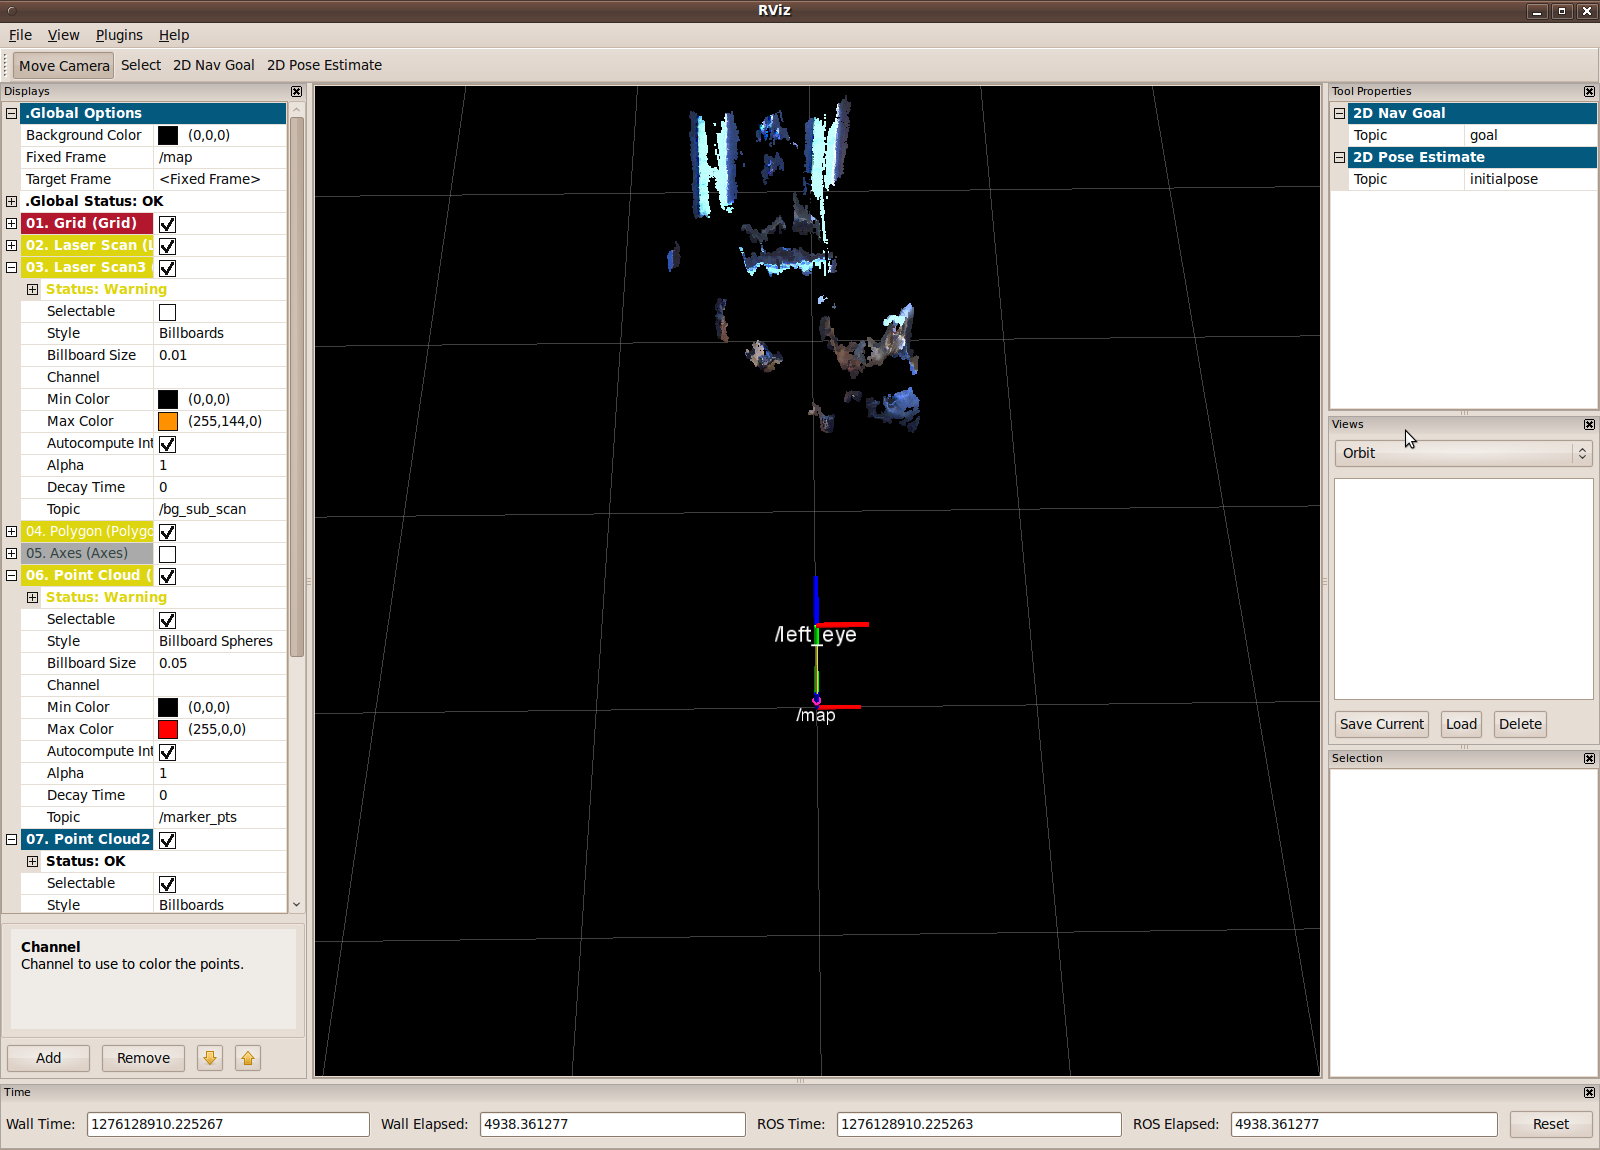 RViz
File View Plugins Help
Move Camera Select 2D Nav Goal 2D Pose Estimate
Displays
.Global Options
Background Color (0,0,0)
Fixed Frame /map
Target Frame <Fixed Frame>
.Global Status: OK
01. Grid (Grid)
02. Laser Scan (L
03. Laser Scan3 (
Status: Warning
Selectable
Style Billboards
Billboard Size 0.01
Channel
Min Color (0,0,0)
Max Color (255,144,0)
Autocompute Int
Alpha 1
Decay Time 0
Topic /bg_sub_scan
04. Polygon (Polygo
05. Axes (Axes)
06. Point Cloud (
Status: Warning
Selectable
Style Billboard Spheres
Billboard Size 0.05
Channel
Min Color (0,0,0)
Max Color (255,0,0)
Autocompute Int
Alpha 1
Decay Time 0
Topic /marker_pts
07. Point Cloud2
Status: OK
Selectable
Style Billboards
Channel
Channel to use to color the points.
Add Remove
/left_eye
/map
Tool Properties
2D Nav Goal
Topic goal
2D Pose Estimate
Topic initialpose
Views
Orbit
Save Current Load Delete
Selection
Time
Wall Time: 1276128910.225267 Wall Elapsed: 4938.361277 ROS Time: 1276128910.225263 ROS Elapsed: 4938.361277 Reset